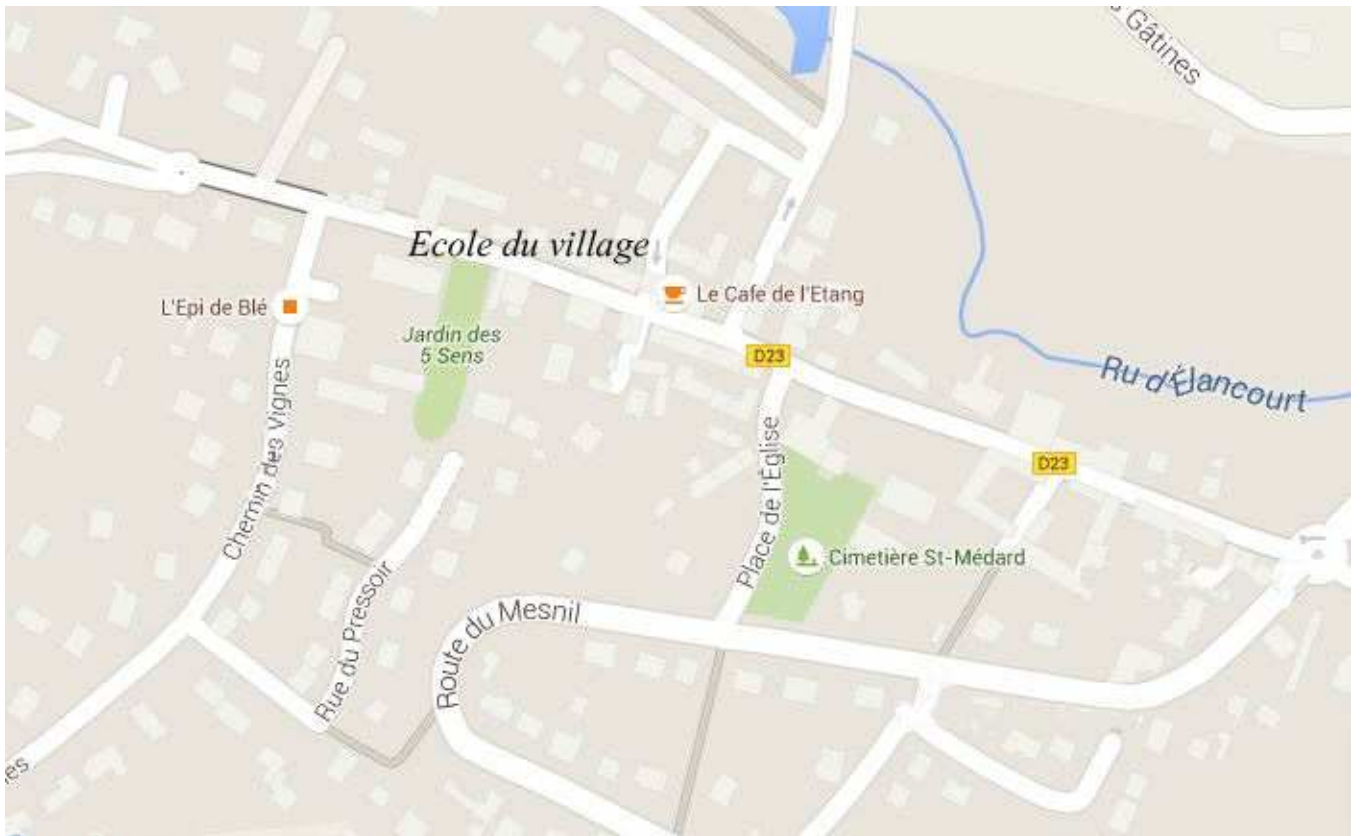 Gâtines
Ecole du village
L'Epi de Blé
Le Cafe de l'Etang
Jardin des
5 Sens
D23
Ru d'Élancourt
Chemin des Vignes
Place de l'Église
D23
Cimetière St-Médard
Rue du Pressoir
Route du Mesnil